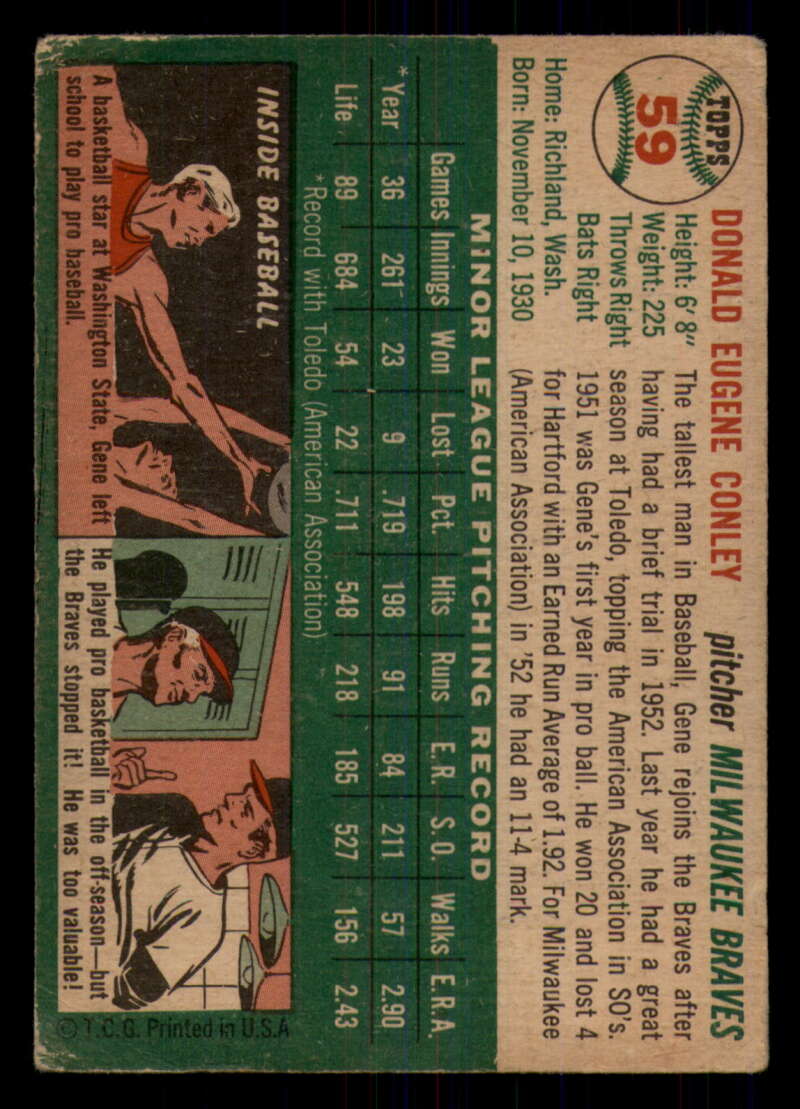 TOPPS
59
DONALD EUGENE CONLEY pitcher MILWAUKEE BRAVES
Height: 6' 8"
Weight: 225
Throws Right
Bats Right
Home: Richland, Wash.
Born: November 10, 1930
The tallest man in Baseball, Gene rejoins the Braves after
having had a brief trial in 1952. Last year he had a great
season at Toledo, topping the American Association in SO's.
1951 was Gene's first year in pro ball. He won 20 and lost 4
for Hartford with an Earned Run Average of 1.92. For Milwaukee
(American Association) in '52 he had an 11-4 mark.
MINOR LEAGUE PITCHING RECORD
Games Innings Won Lost Pct. Hits Runs E.R. S.O. Walks E.R.A.
*Year 36 261 23 9 .719 198 91 84 211 57 2.90
Life 89 684 54 22 .711 548 218 185 527 156 2.43
*Record with Toledo (American Association)
INSIDE BASEBALL
A basketball star at Washington State, Gene left
school to play pro baseball.
He played pro basketball in the off-season—but
the Braves stopped it! He was too valuable!
© T.C.G. Printed in U.S.A